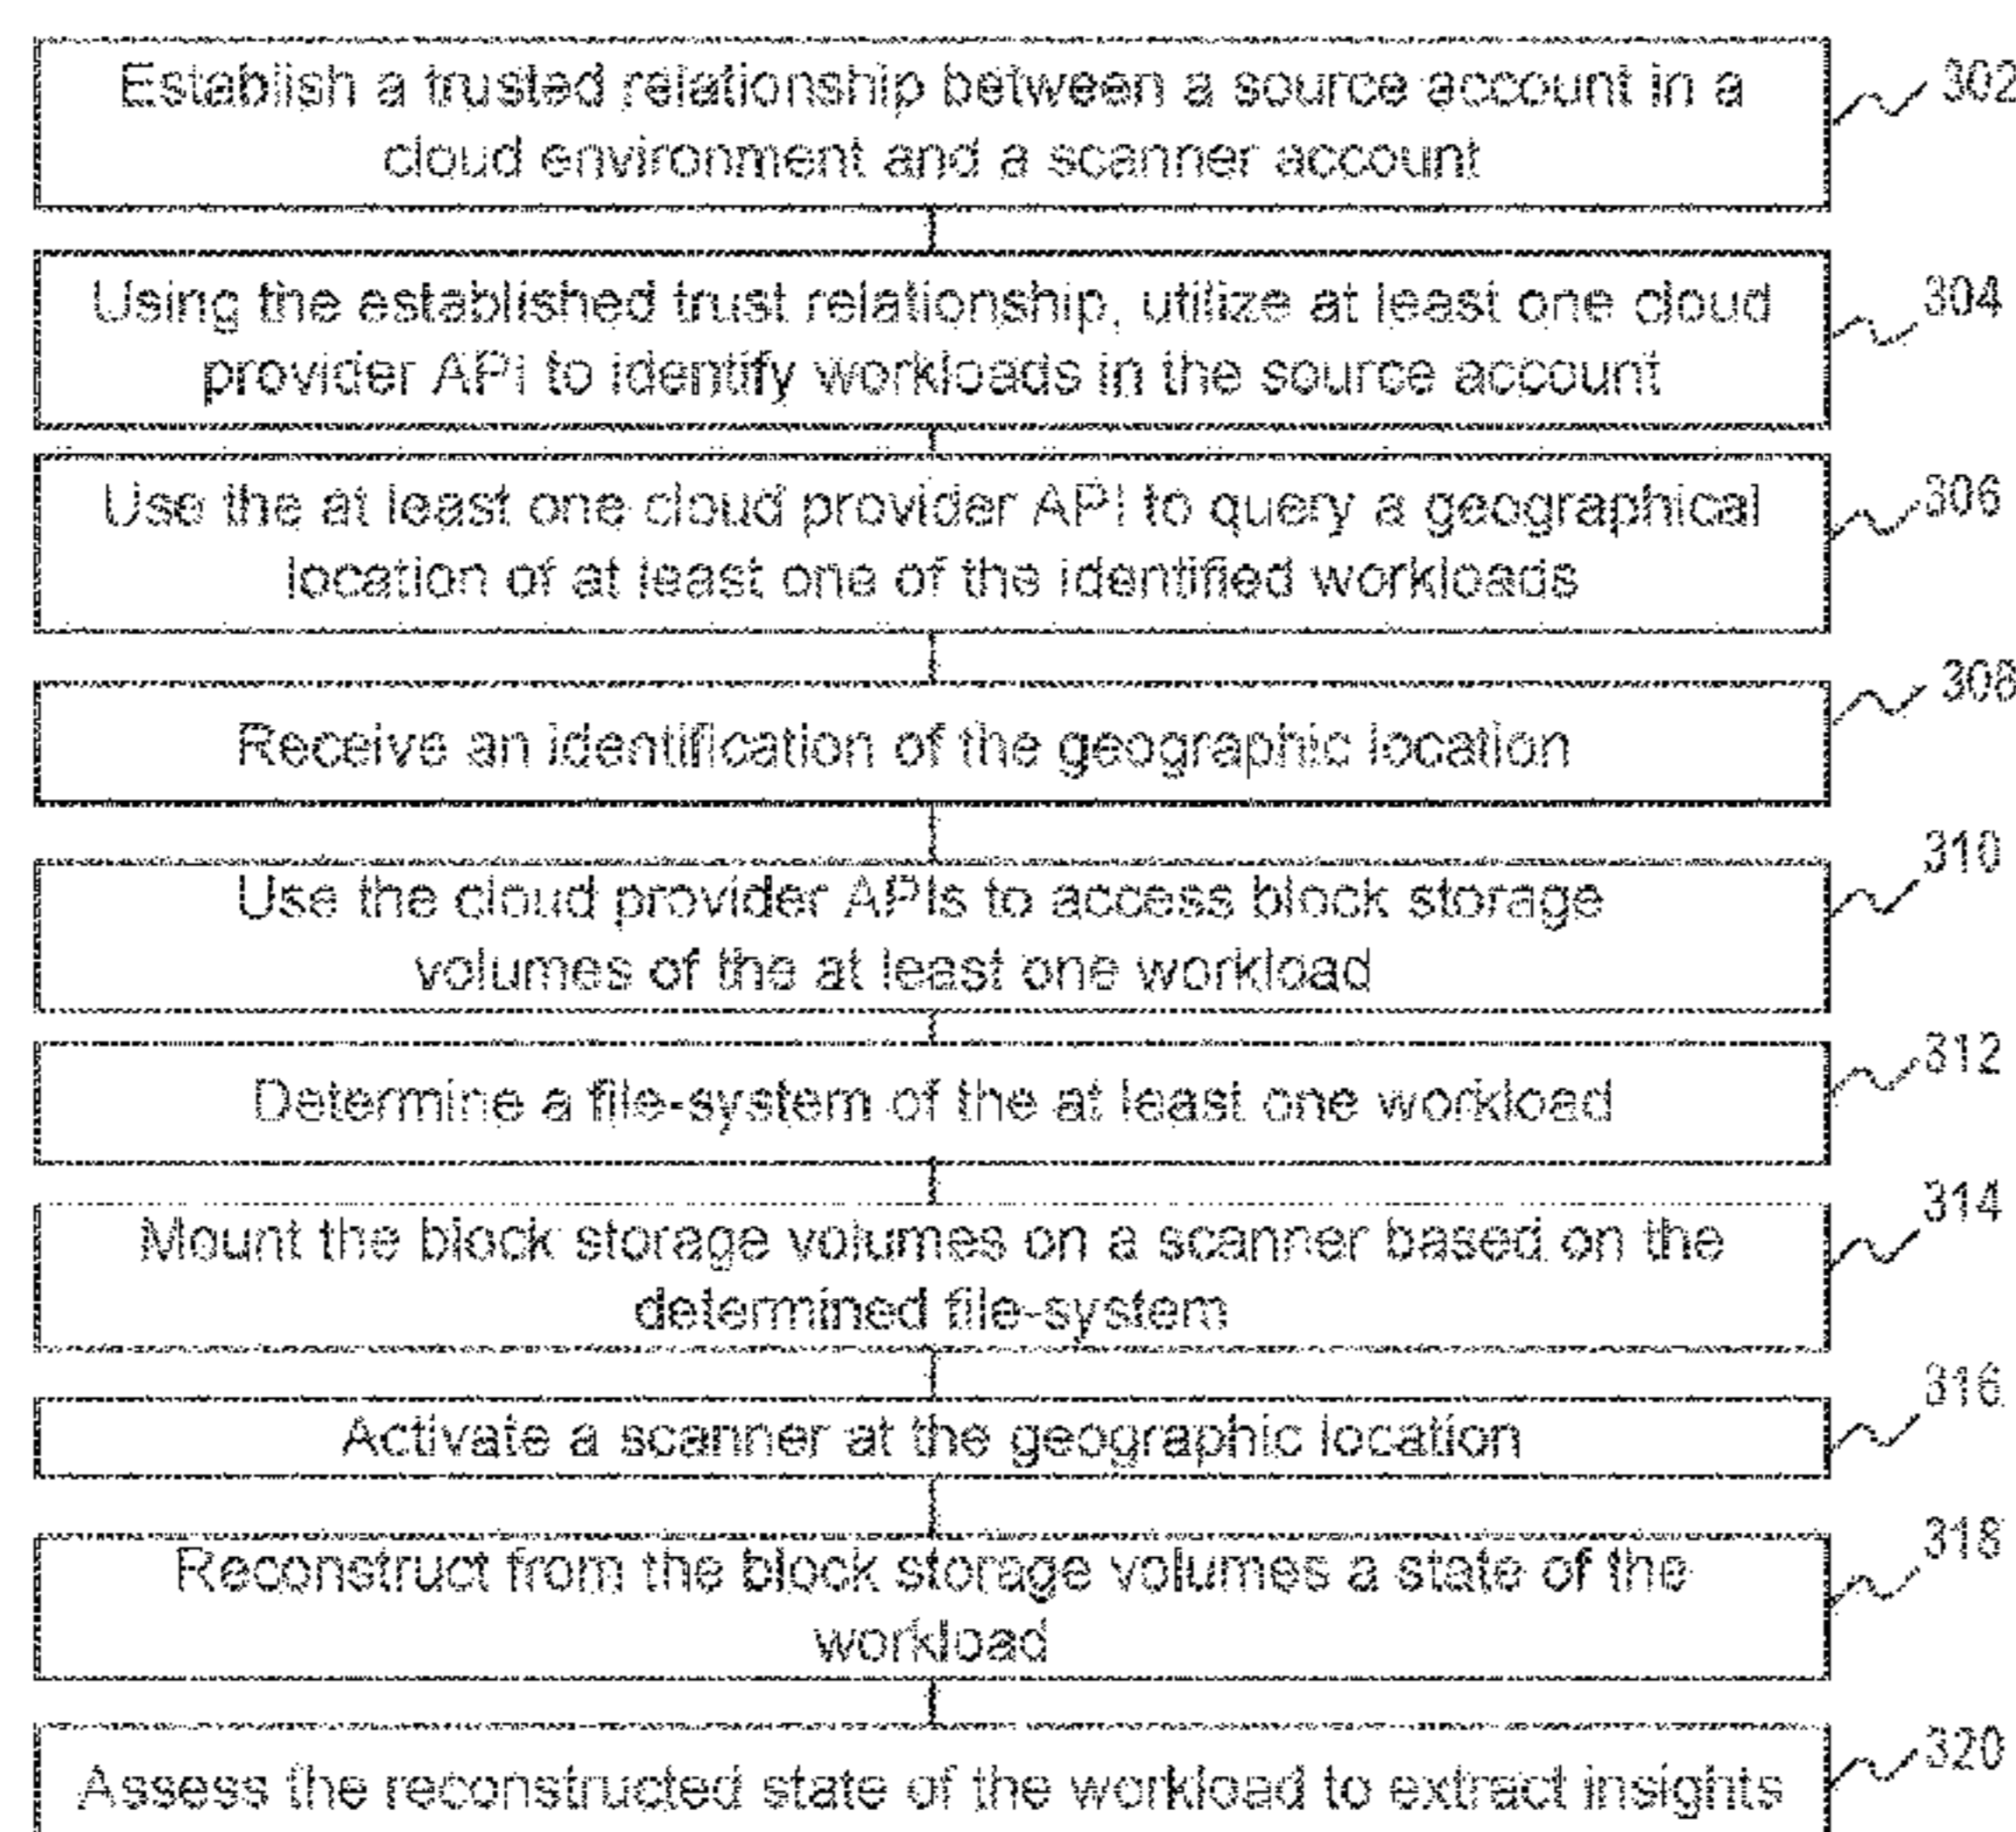 Establish a trusted relationship between a source account in a
cloud environment and a scanner account
302
Using the established trust relationship, utilize at least one cloud
provider API to identify workloads in the source account
304
Use the at least one cloud provider API to query a geographical
location of at least one of the identified workloads
306
Receive an identification of the geographic location
308
Use the cloud provider APIs to access block storage
volumes of the at least one workload
310
Determine a file-system of the at least one workload
312
Mount the block storage volumes on a scanner based on the
determined file-system
314
Activate a scanner at the geographic location
316
Reconstruct from the block storage volumes a state of the
workload
318
Assess the reconstructed state of the workload to extract insights
320